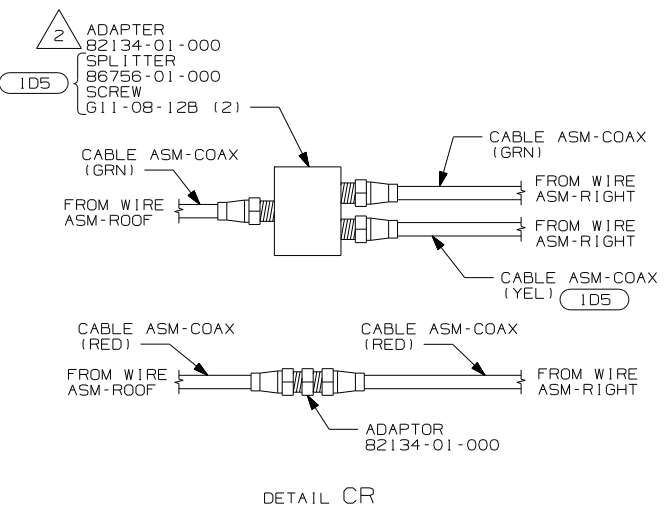 2
ADAPTER
82134-01-000
SPLITTER
86756-01-000
SCREW
G11-08-12B (2)
1D5
CABLE ASM-COAX
(GRN)
FROM WIRE
ASM-ROOF
CABLE ASM-COAX
(GRN)
FROM WIRE
ASM-RIGHT
FROM WIRE
ASM-RIGHT
CABLE ASM-COAX
(YEL)
1D5
CABLE ASM-COAX
(RED)
FROM WIRE
ASM-ROOF
CABLE ASM-COAX
(RED)
FROM WIRE
ASM-RIGHT
ADAPTOR
82134-01-000
DETAIL CR